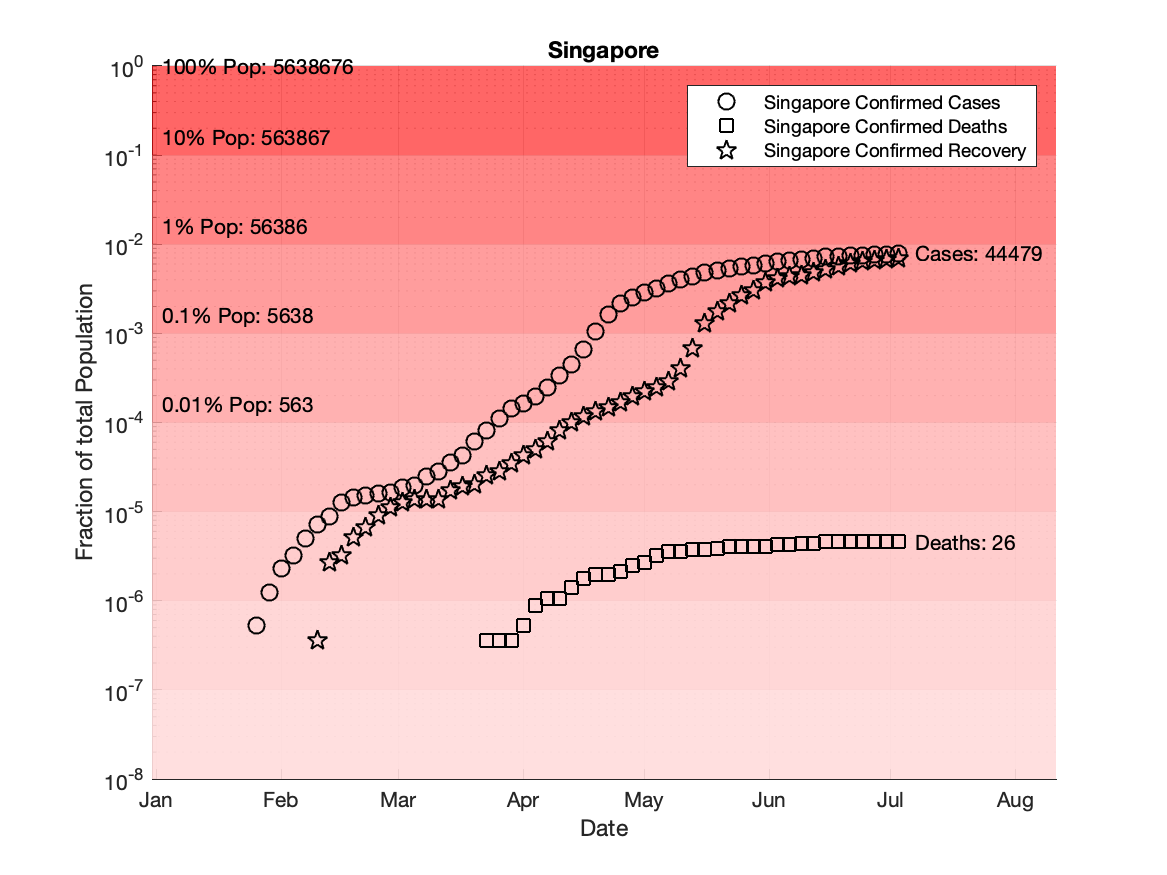 Singapore
10^0
100% Pop: 5638676
Singapore Confirmed Cases
Singapore Confirmed Deaths
Singapore Confirmed Recovery
10% Pop: 563867
10^-1
1% Pop: 56386
10^-2
Cases: 44479
0.1% Pop: 5638
10^-3
0.01% Pop: 563
10^-4
10^-5
Deaths: 26
10^-6
10^-7
10^-8
Fraction of total Population
Jan Feb Mar Apr May Jun Jul Aug
Date